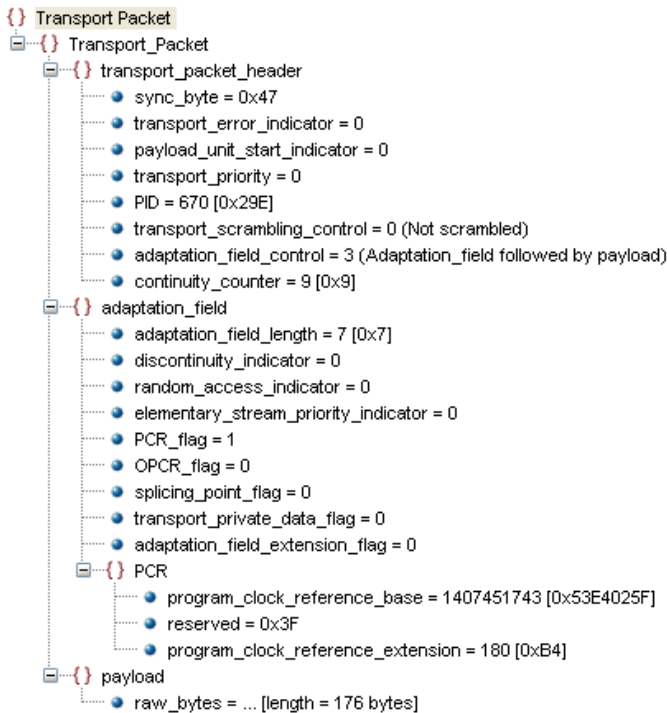 {} Transport Packet
{} Transport_Packet
{} transport_packet_header
sync_byte = 0x47
transport_error_indicator = 0
payload_unit_start_indicator = 0
transport_priority = 0
PID = 670 [0x29E]
transport_scrambling_control = 0 (Not scrambled)
adaptation_field_control = 3 (Adaptation_field followed by payload)
continuity_counter = 9 [0x9]
{} adaptation_field
adaptation_field_length = 7 [0x7]
discontinuity_indicator = 0
random_access_indicator = 0
elementary_stream_priority_indicator = 0
PCR_flag = 1
OPCR_flag = 0
splicing_point_flag = 0
transport_private_data_flag = 0
adaptation_field_extension_flag = 0
{} PCR
program_clock_reference_base = 1407451743 [0x53E4025F]
reserved = 0x3F
program_clock_reference_extension = 180 [0xB4]
{} payload
raw_bytes = ... [length = 176 bytes]